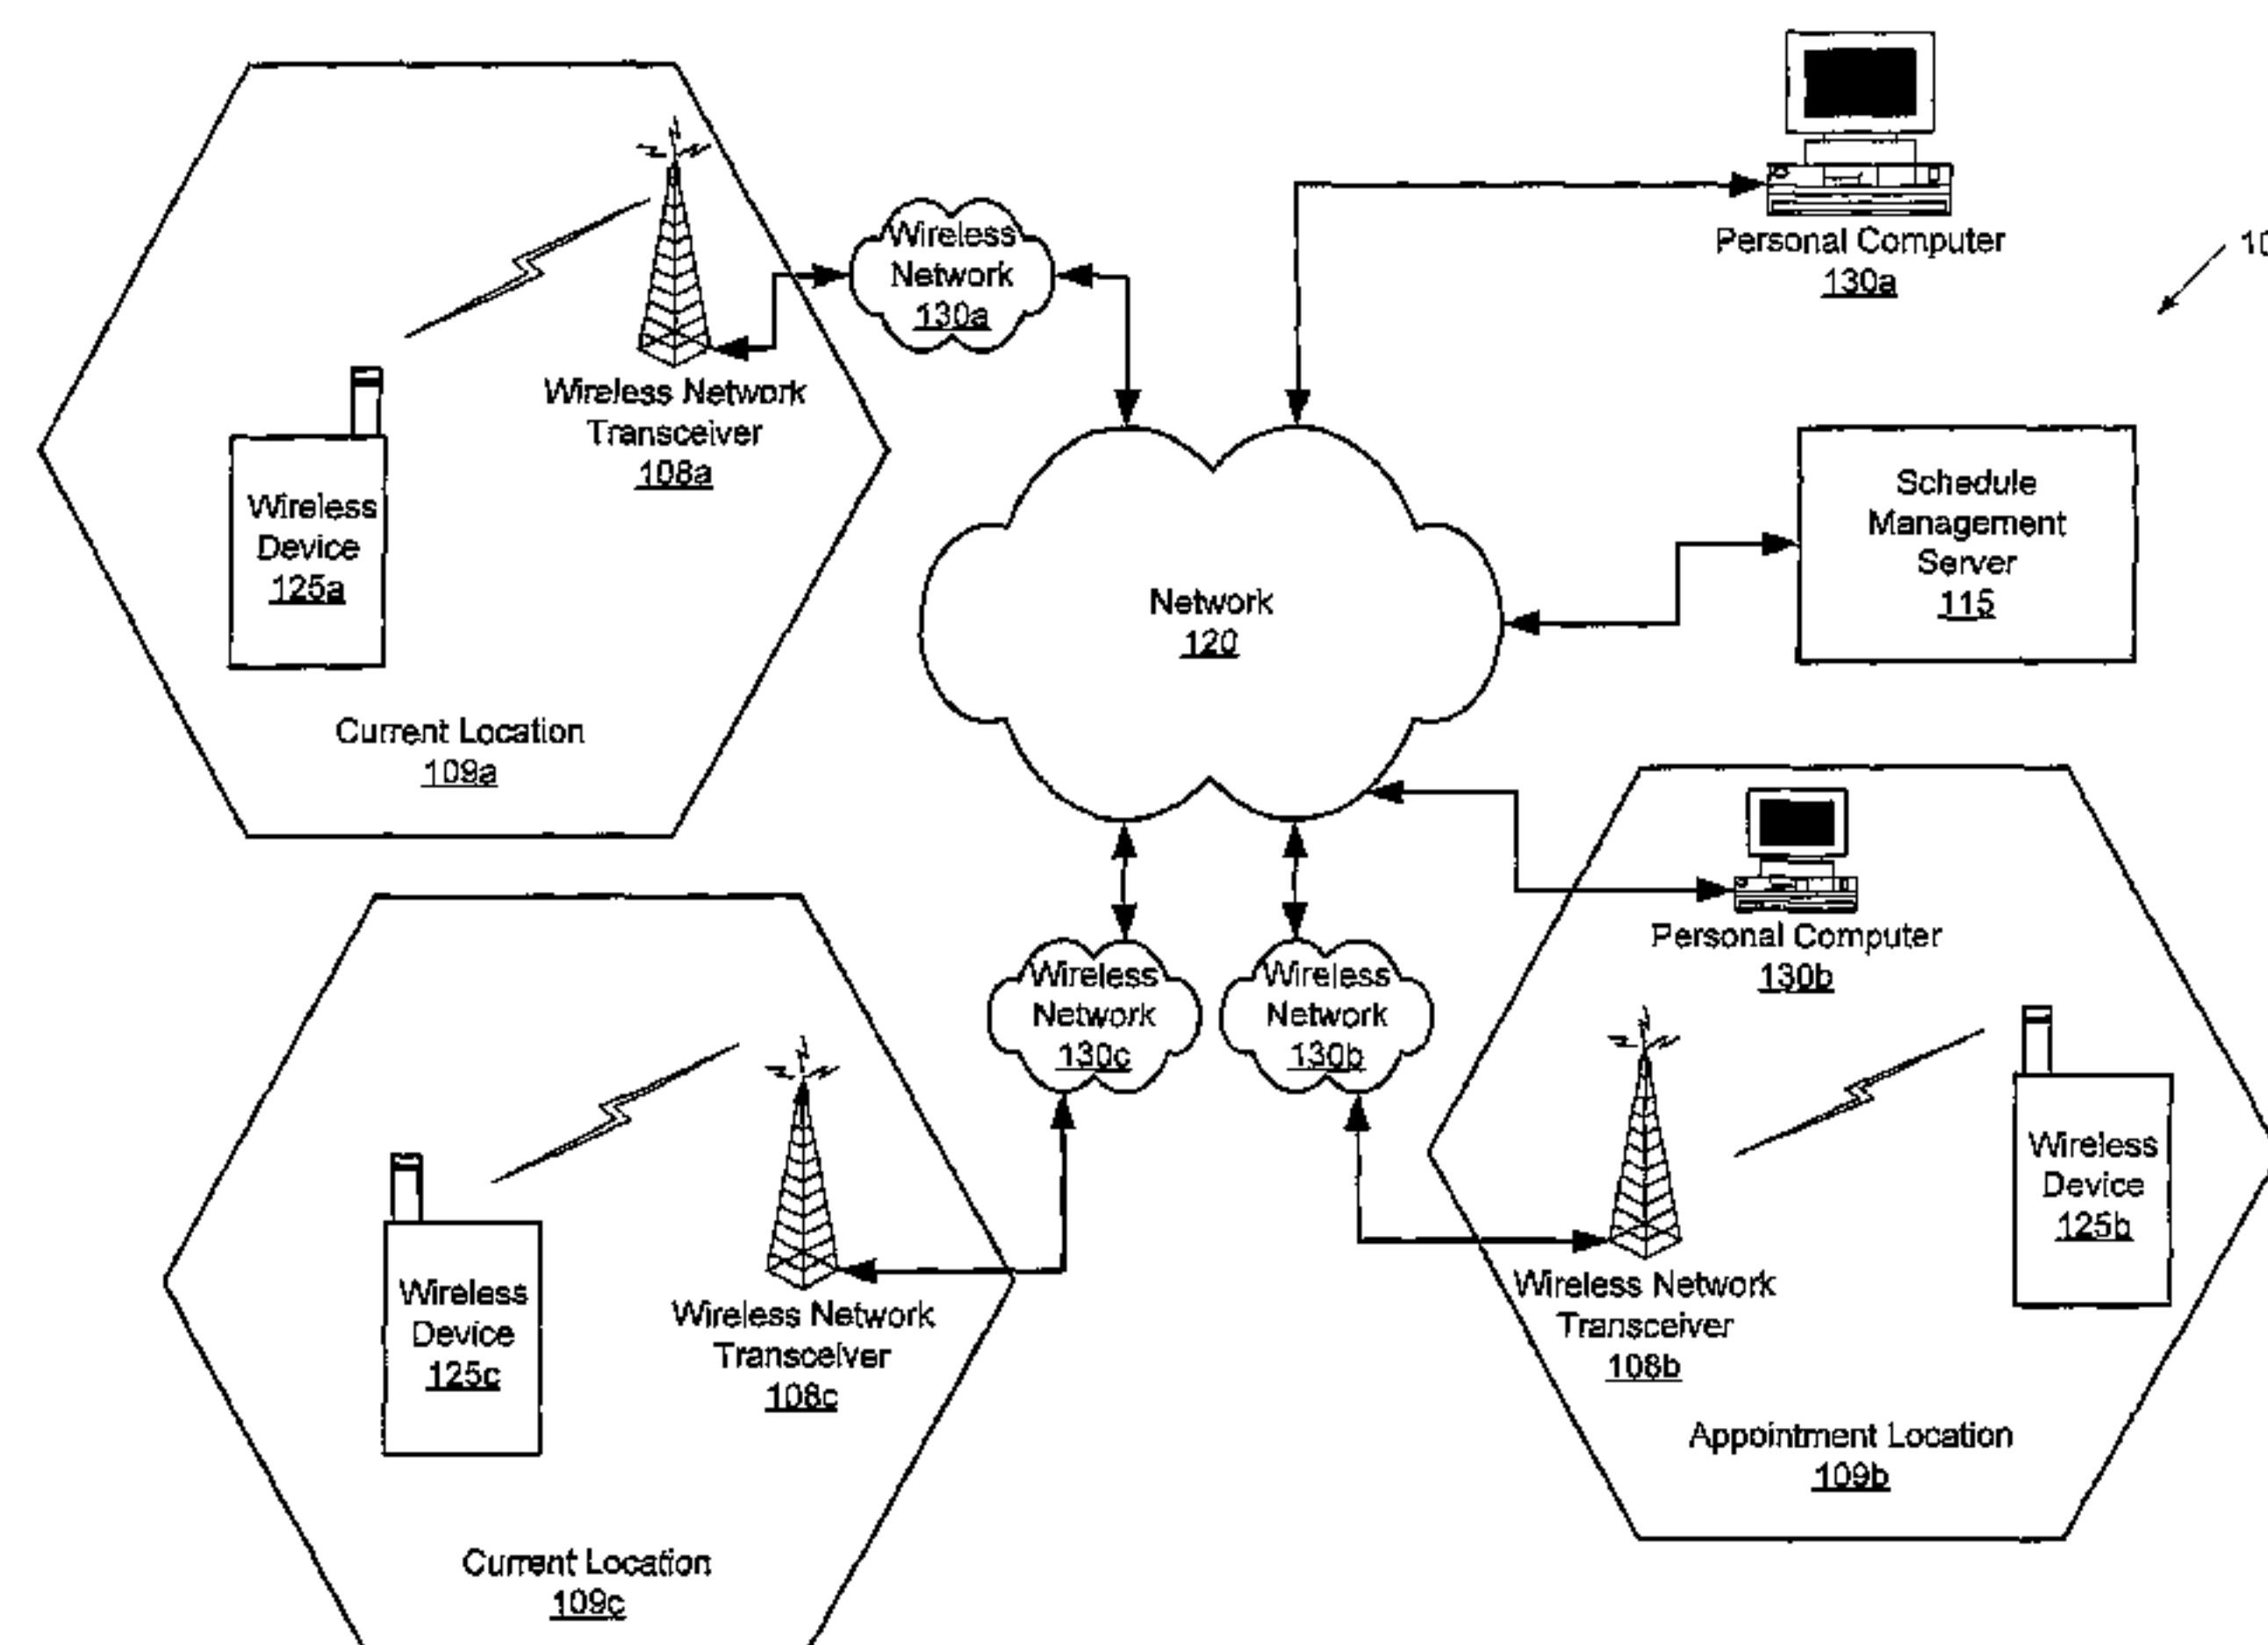 Wireless
Network
130a
Personal Computer
130a
10
Wireless Network
Transceiver
108a
Wireless
Device
125a
Schedule
Management
Server
115
Network
120
Current Location
109a
Personal Computer
130b
Wireless
Network
130c
Wireless
Network
130b
Wireless
Device
125b
Wireless
Device
125c
Wireless Network
Transceiver
108c
Wireless Network
Transceiver
108b
Appointment Location
109b
Current Location
109c